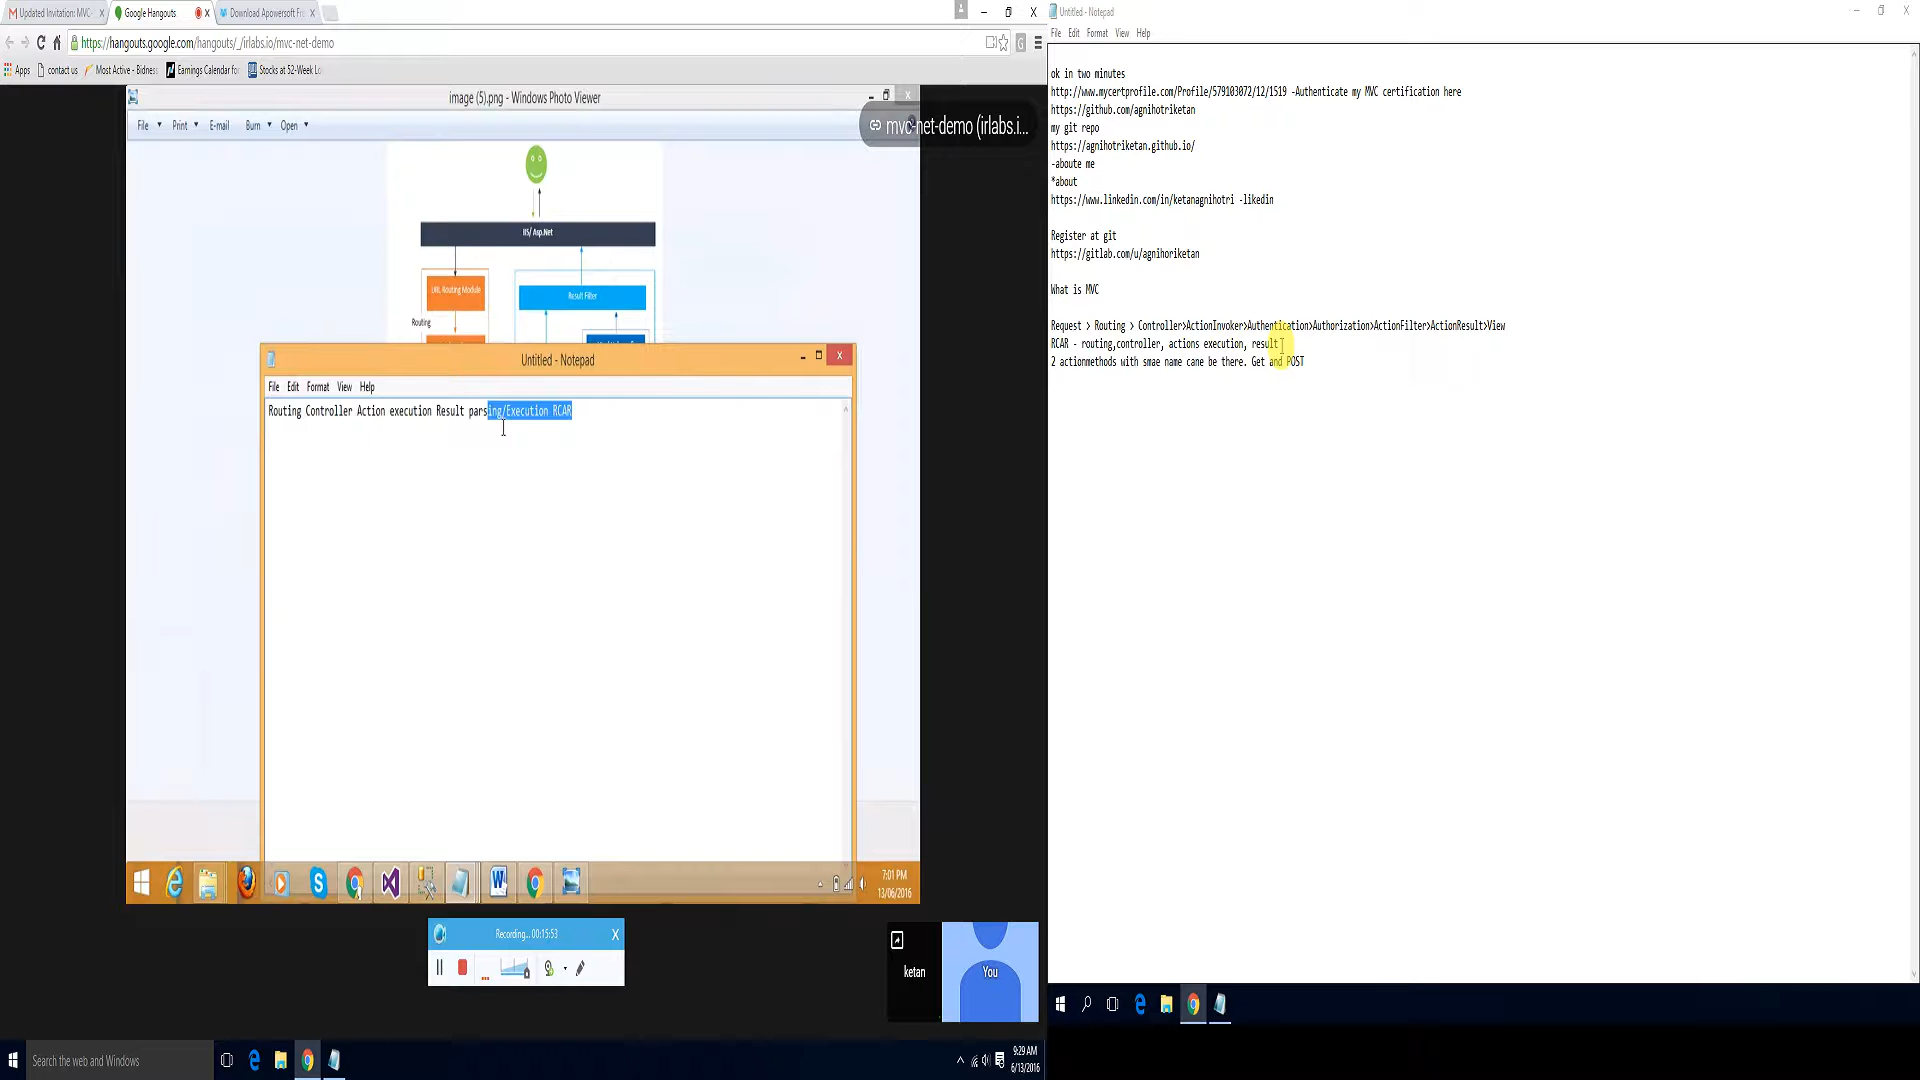 Updated Invitation: MVC-
Google Hangouts
Download Apowersoft Fr
https://hangouts.google.com/hangouts/_/irlabs.io/mvc-net-demo
Apps
contact us
Most Active - Bidness
Earnings Calendar for
Stocks at 52-Week Lo
image (5).png - Windows Photo Viewer
File
Print
E-mail
Burn
Open
mvc-net-demo (irlabs.i...
IIS/ Asp.Net
URL Routing Module
Result Filter
Routing
Untitled - Notepad
File Edit Format View Help
Routing Controller Action execution Result parsing/Execution RCAR
7:01 PM
13/06/2016
Recording... 00:15:53
ketan
You
Search the web and Windows
9:29 AM
6/13/2016
Untitled - Notepad
File Edit Format View Help
ok in two minutes
http://www.mycertprofile.com/Profile/579103072/12/1519 -Authenticate my MVC certification here
https://github.com/agnihotriketan
my git repo
https://agnihotriketan.github.io/
-aboute me
*about
https://www.linkedin.com/in/ketanagnihotri -likedin
Register at git
https://gitlab.com/u/agnihoriketan
What is MVC
Request > Routing > Controller>ActionInvoker>Authentication>Authorization>ActionFilter>ActionResult>View
RCAR - routing,controller, actions execution, result
2 actionmethods with smae name cane be there. Get and POST